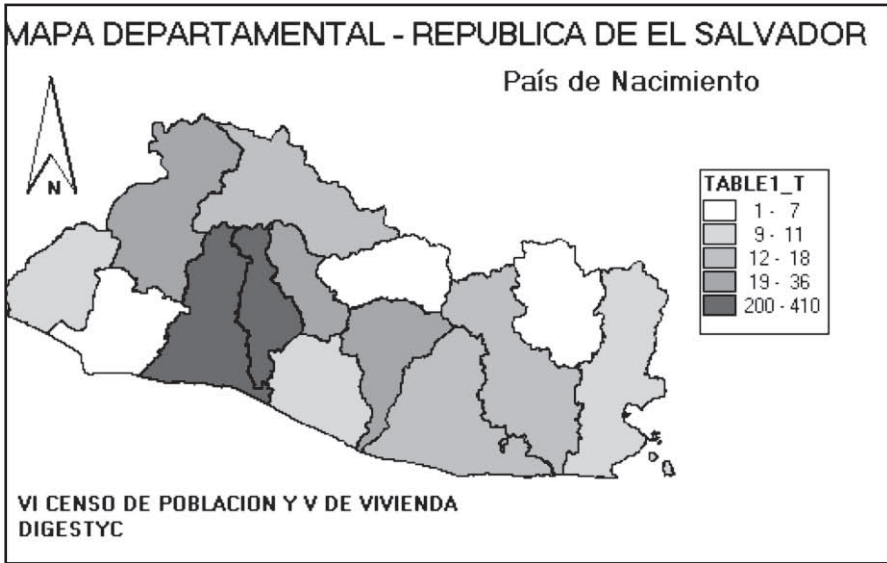 MAPA DEPARTAMENTAL - REPUBLICA DE EL SALVADOR
País de Nacimiento
N
TABLE1_T
1 - 7
9 - 11
12 - 18
19 - 36
200 - 410
VI CENSO DE POBLACION Y V DE VIVIENDA
DIGESTYC